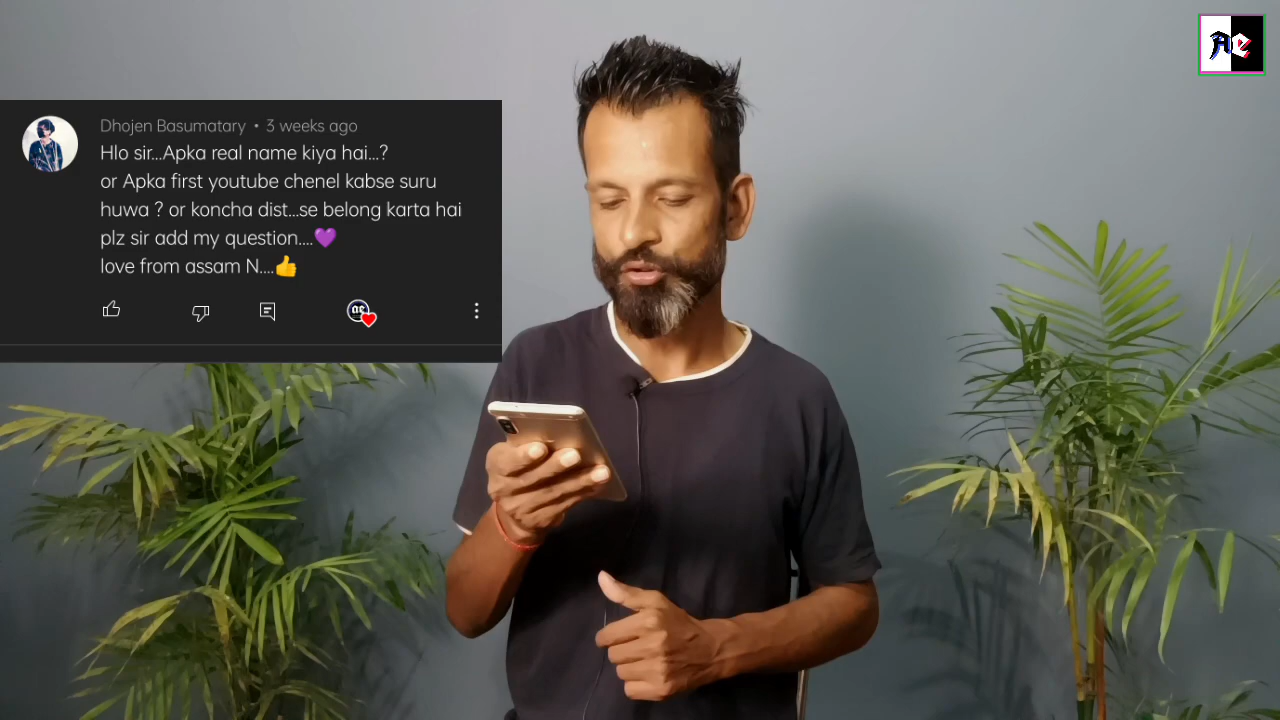 Dhojen Basumatary • 3 weeks ago
Hlo sir...Apka real name kiya hai...?
or Apka first youtube chenel kabse suru
huwa ? or koncha dist...se belong karta hai
plz sir add my question....💜
love from assam N....👍
Ae